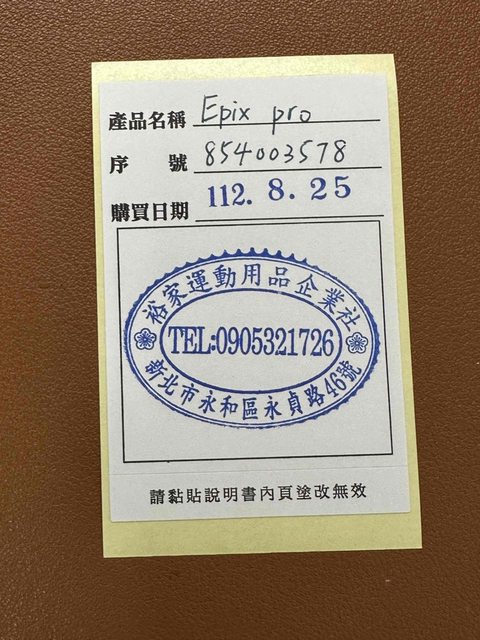 產品名稱 Epix pro
序 號 854003578
購買日期 112. 8. 25
裕家運動用品企業社
TEL:0905321726
新北市永和區永貞路46號
請黏貼說明書內頁塗改無效